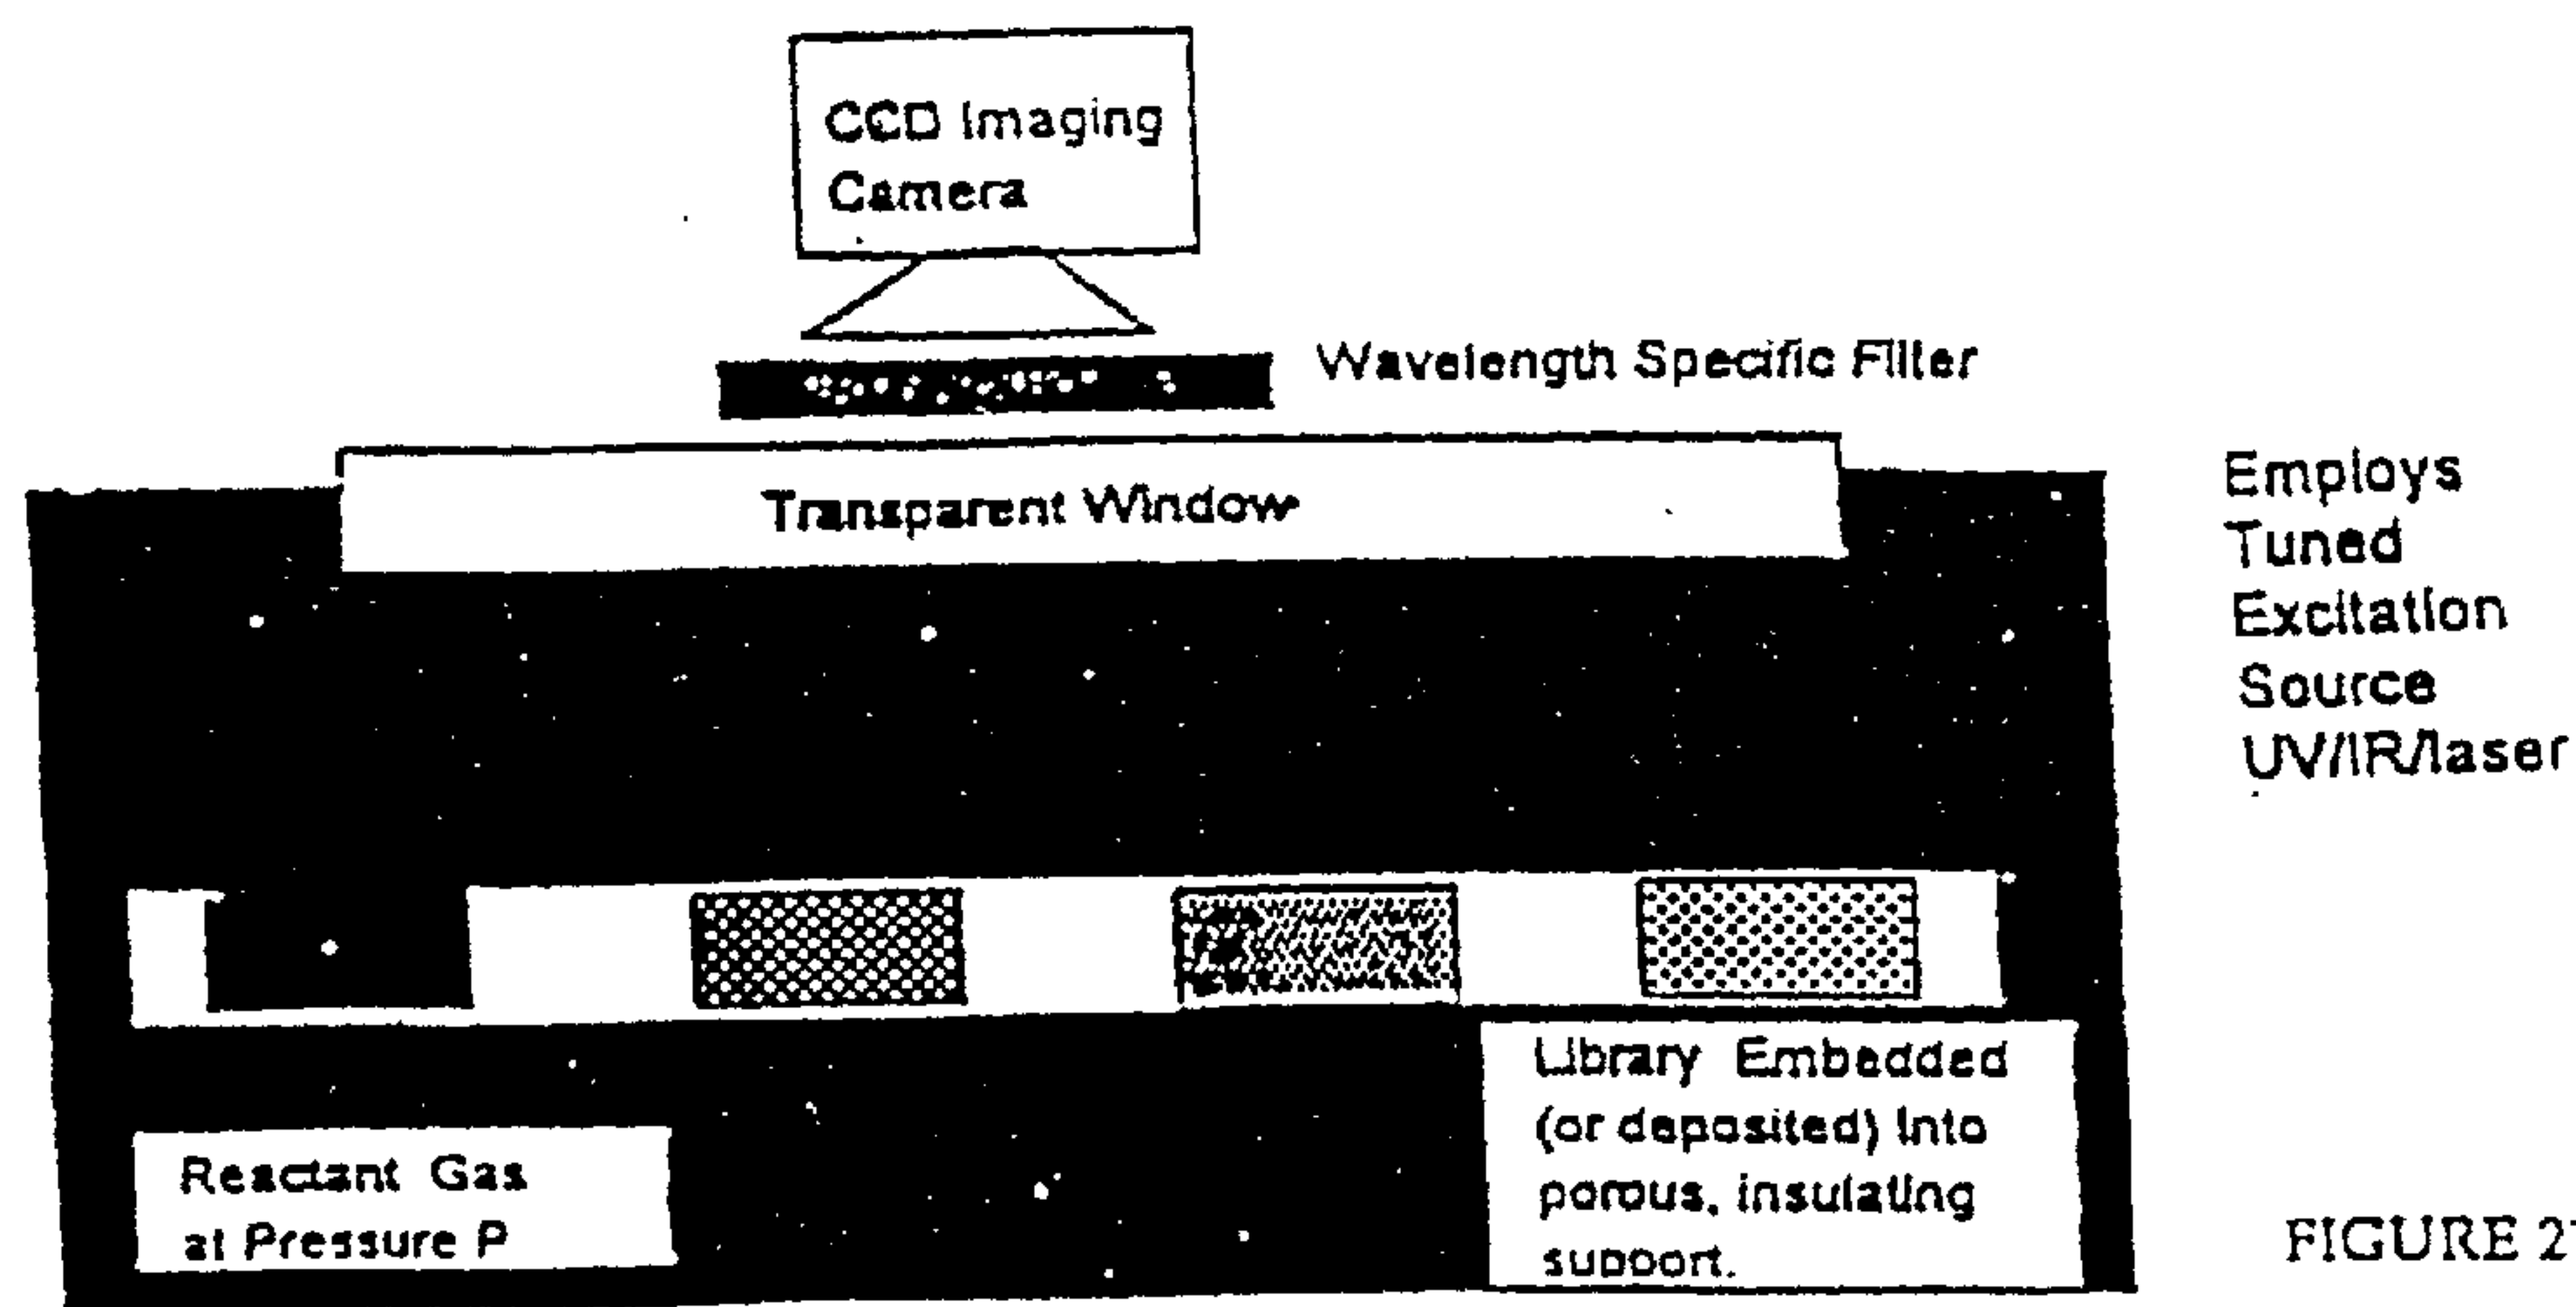 CCD Imaging
Camera
Wavelength Specific Filter
Transparent Window
Employs
Tuned
Excitation
Source
UV/IR/laser
Library Embedded
(or deposited) into
porous, insulating
support.
Reactant Gas
at Pressure P
FIGURE